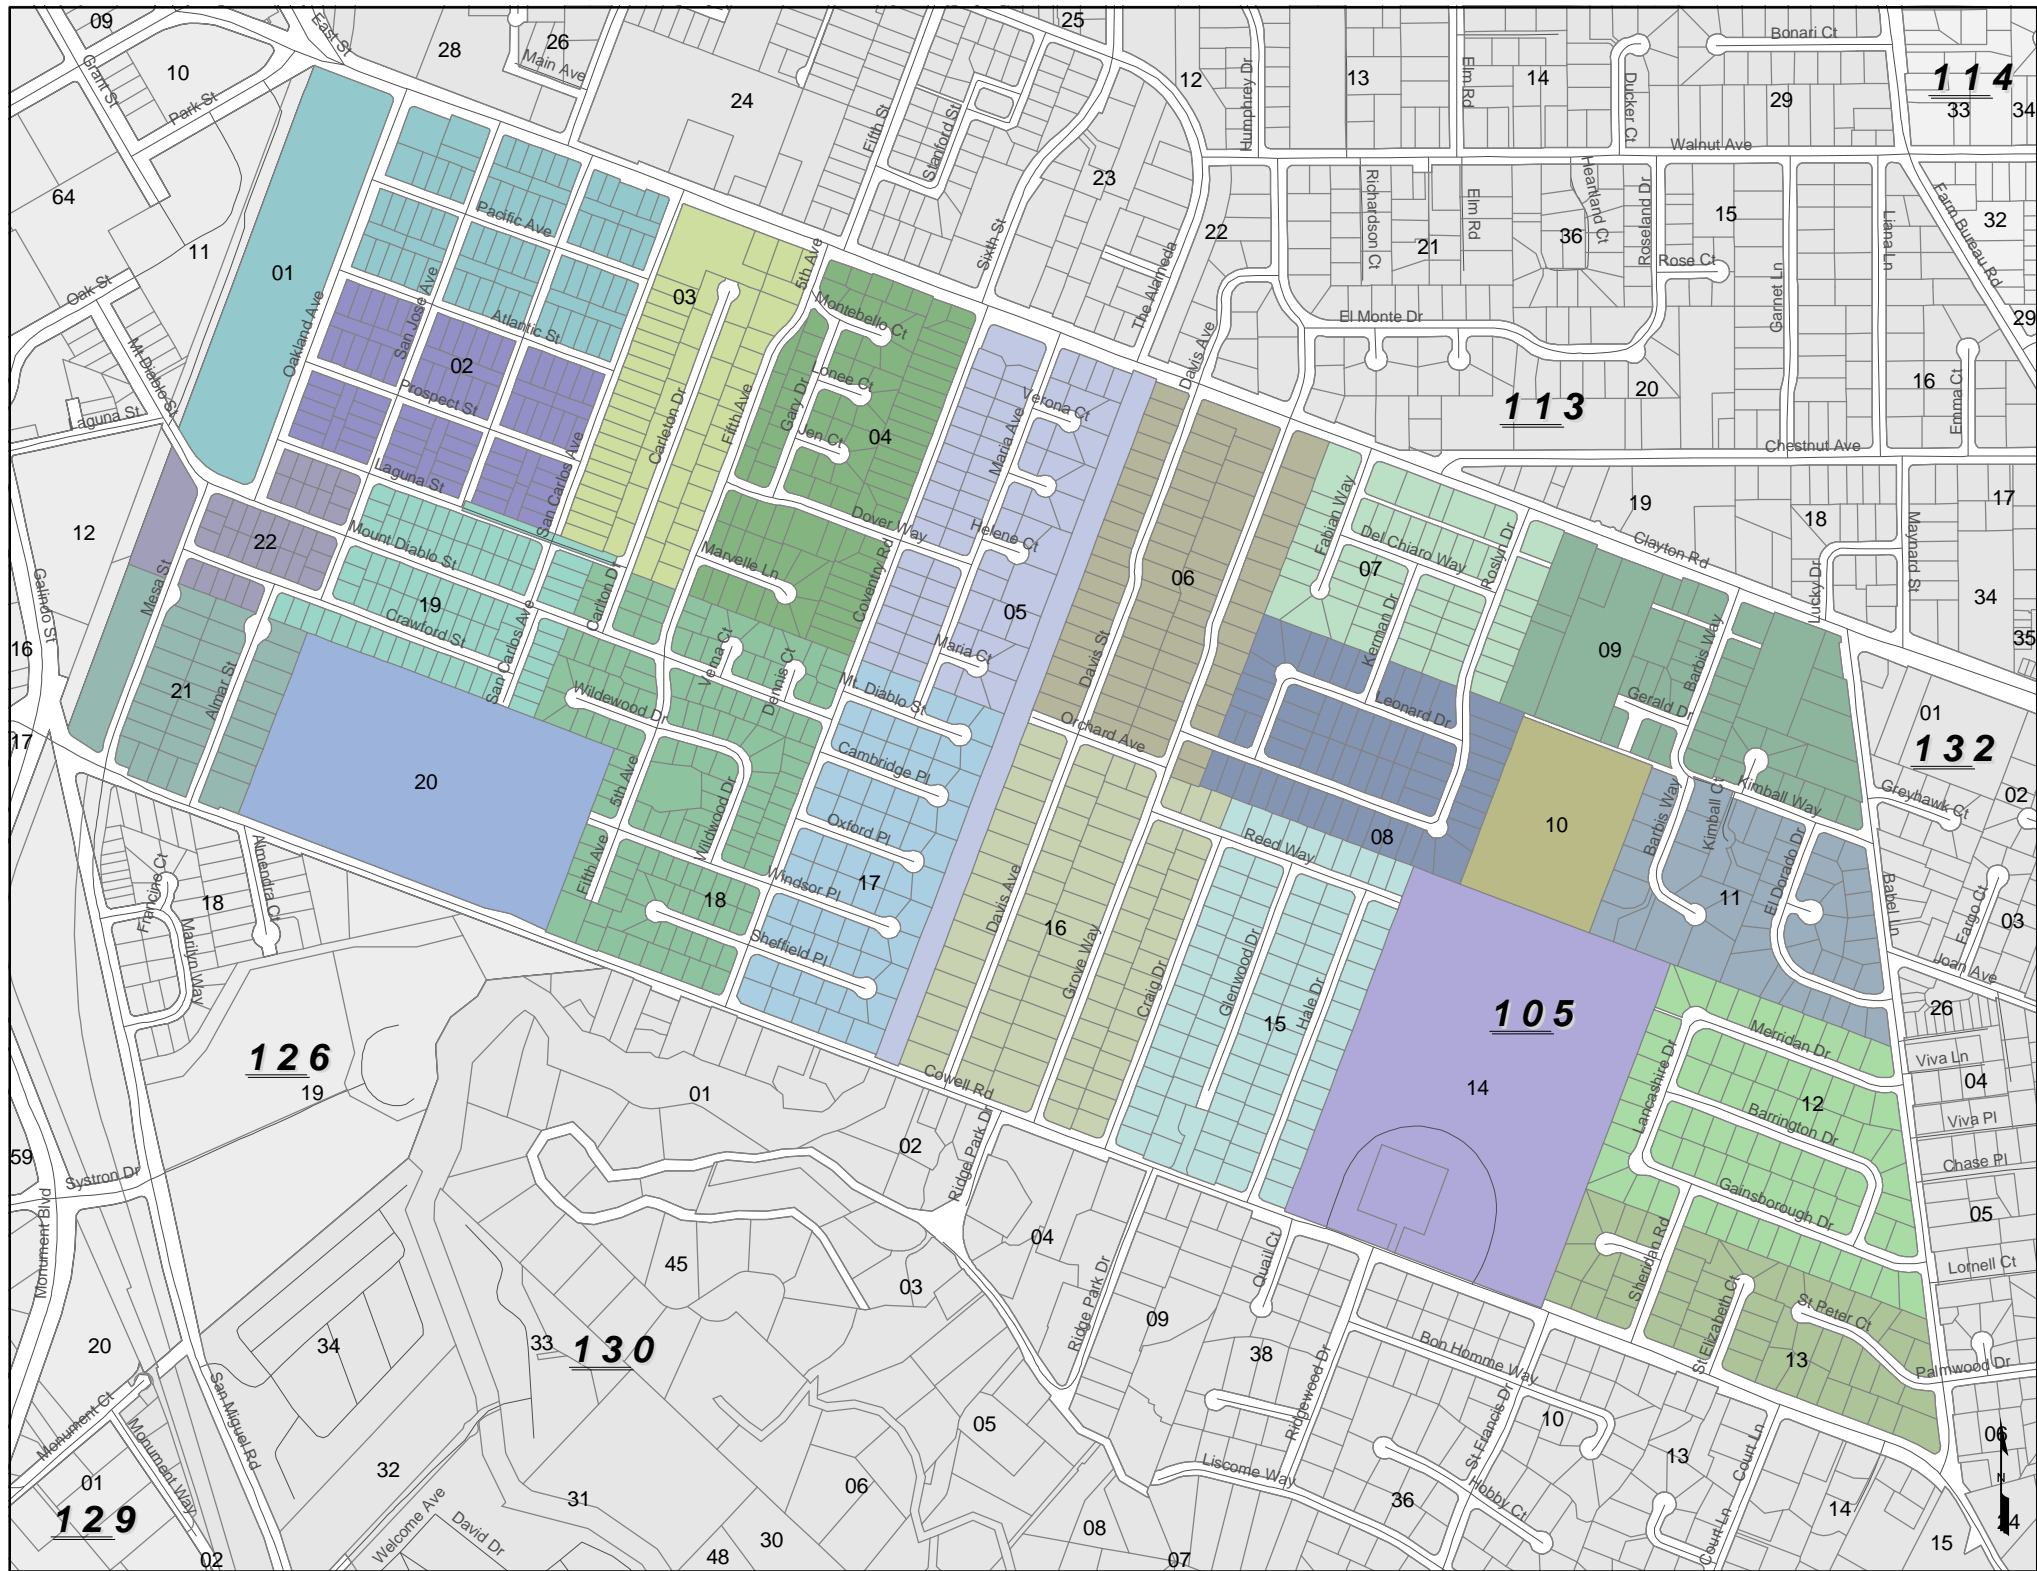 09
East St
28
26
Main Ave
25
Grant St
10
Park St
24
Fifth St
Stanford St
12
Humphrey Dr
13
Elm Rd
14
Ducker Ct
Bonari Ct
29
114
33
34
Walnut Ave
64
11
01
Pacific Ave
23
Sixth St
22
The Alameda
Richardson Ct
21
Elm Rd
36
Heartland Ct
Roseland Dr
15
Rose Ct
Garnet Ln
Liana Ln
Farm Bureau Rd
32
29
Oak St
Oakland Ave
San Jose Ave
Atlantic St
03
5th Ave
Montebello Ct
El Monte Dr
Mt Diablo St
02
Prospect St
Carleton Dr
Fifth Ave
Gary Dr
Lonee Ct
Jen Ct
04
Maria Ave
Verona Ct
Davis Ave
113
20
16
Emma Ct
Chestnut Ave
Laguna St
Laguna St
San Carlos Ave
Dover Way
Helene Ct
Fabian Way
19
18
17
Clayton Rd
Maynard St
12
22
Mount Diablo St
Marvelle Ln
Coventry Rd
05
06
07
Del Chiaro Way
Roslyn Dr
Lucky Dr
34
35
Galindo St
Mesa St
19
Crawford St
Carlton Dr
San Carlos Ave
Verna Ct
Dennis Ct
Maria Ct
Davis St
Kerman Dr
09
Barbis Way
Gerald Dr
16
17
21
Almar St
Wildewood Dr
Mt. Diablo St
Orchard Ave
Leonard Dr
01
132
20
5th Ave
Wildwood Dr
Cambridge Pl
Oxford Pl
Reed Way
08
10
Barbis Way
Kimball Ct
Kimball Way
Greyhawk Ct
02
El Dorado Dr
11
Babel Ln
Fargo Ct
03
Joan Ave
Francine Ct
18
Almendra Ct
Marilyn Way
Fifth Ave
18
Windsor Pl
17
Sheffield Pl
Davis Ave
16
Grove Way
Craig Dr
Glenwood Dr
15
Hale Dr
105
14
26
Merridan Dr
Viva Ln
04
126
19
Cowell Rd
01
02
Ridge Park Dr
Lancashire Dr
12
Barrington Dr
Viva Pl
Chase Pl
59
Systron Dr
Monument Blvd
Gainsborough Dr
05
Lornell Ct
04
03
45
Ridge Park Dr
Quail Ct
09
38
Sheridan Rd
St Elizabeth Ct
St Peter Ct
13
Palmwood Dr
20
34
33
130
San Miguel Rd
Ridgewood Dr
Bon Homme Way
St Francis Dr
10
13
Court Ln
Monument Ct
Monument Way
01
129
02
32
Welcome Ave
David Dr
31
48
30
06
05
08
07
Liscome Way
36
Hobby Ct
Court Ln
14
15
06
N
24